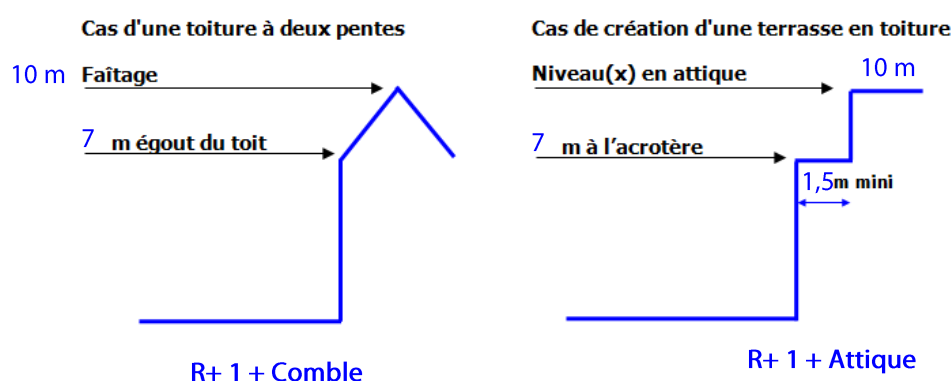 Cas d'une toiture à deux pentes
10 m Faîtage
7 m égout du toit
R+ 1 + Comble
Cas de création d'une terrasse en toiture
10 m
Niveau(x) en attique
7 m à l'acrotère
1,5m mini
R+ 1 + Attique